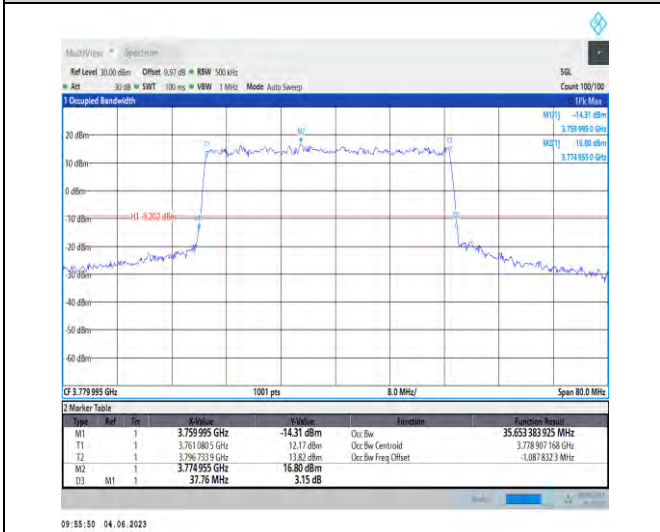 MultiView Spectrum
Ref Level 30.00 dBm Offset 9.97 dB RBW 500 kHz SGL
Att 30 dB SWT 100 ms VBW 1 MHz Mode Auto Sweep Count 100/100
1 Occupied Bandwidth 1Pk Max
M1[1] -14.31 dBm
3.759 995 0 GHz
M2[1] 16.80 dBm
3.774 955 0 GHz
20 dBm
10 dBm
0 dBm
-10 dBm
H1 -9.202 dBm
-20 dBm
-30 dBm
-40 dBm
-50 dBm
-60 dBm
M2
CF 3.779 995 GHz 1001 pts 8.0 MHz/ Span 80.0 MHz
2 Marker Table
Type Ref Trc X-Value Y-Value Function Function Result
M1 1 3.759 995 GHz -14.31 dBm Occ Bw 35.653 383 925 MHz
T1 1 3.761 080 5 GHz 12.17 dBm Occ Bw Centroid 3.778 907 168 GHz
T2 1 3.796 733 9 GHz 13.82 dBm Occ Bw Freq Offset -1.087 832 3 MHz
M2 1 3.774 955 GHz 16.80 dBm
D3 M1 1 37.76 MHz 3.15 dB
09:55:50 04.06.2023